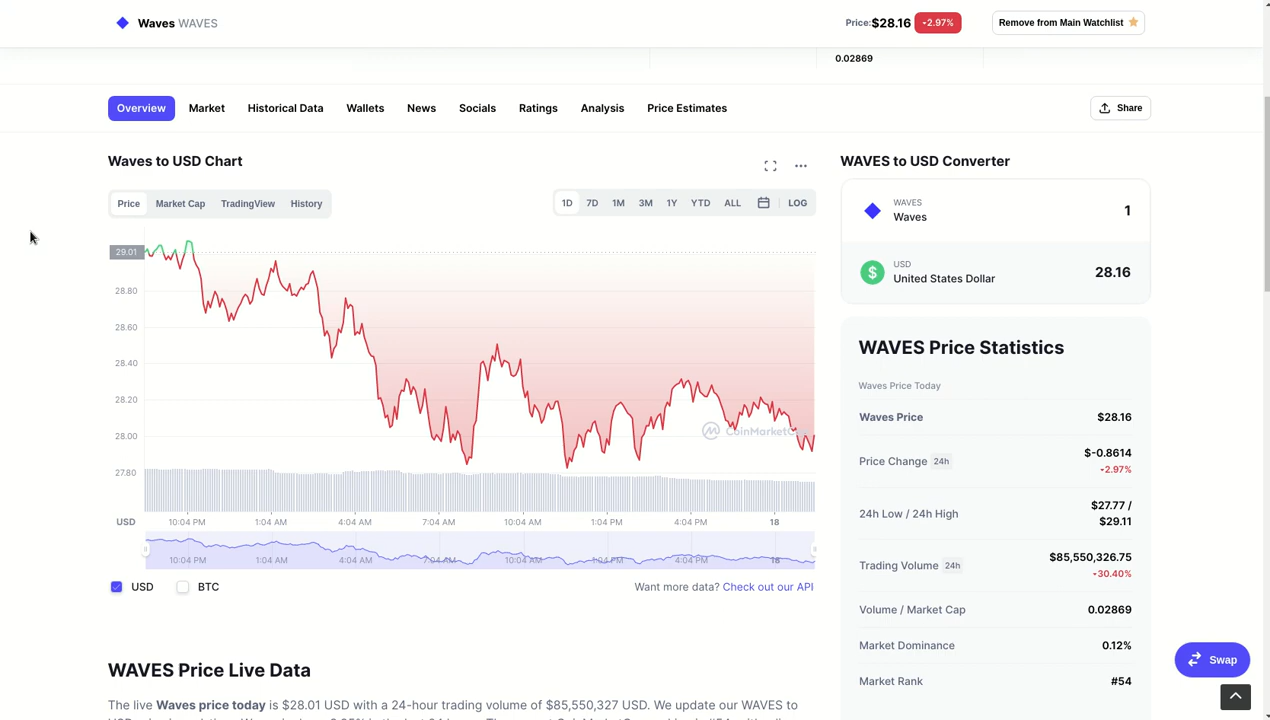 Waves WAVES
Price:$28.16 -2.97%
Remove from Main Watchlist
0.02869
Overview Market Historical Data Wallets News Socials Ratings Analysis Price Estimates
Share
Waves to USD Chart
Price Market Cap TradingView History
1D 7D 1M 3M 1Y YTD ALL LOG
29.01
28.80
28.60
28.40
28.20
28.00
27.80
CoinMarketC
USD 10:04 PM 1:04 AM 4:04 AM 7:04 AM 10:04 AM 1:04 PM 4:04 PM 18
10:04 PM 1:04 AM 4:04 AM 7:04 AM 10:04 AM 1:04 PM 4:04 PM 18
USD BTC
Want more data? Check out our API
WAVES Price Live Data
The live Waves price today is $28.01 USD with a 24-hour trading volume of $85,550,327 USD. We update our WAVES to
WAVES to USD Converter
WAVES
Waves 1
USD
United States Dollar 28.16
WAVES Price Statistics
Waves Price Today
Waves Price $28.16
Price Change 24h $-0.8614
-2.97%
24h Low / 24h High $27.77 /
$29.11
Trading Volume 24h $85,550,326.75
-30.40%
Volume / Market Cap 0.02869
Market Dominance 0.12%
Market Rank #54
Swap